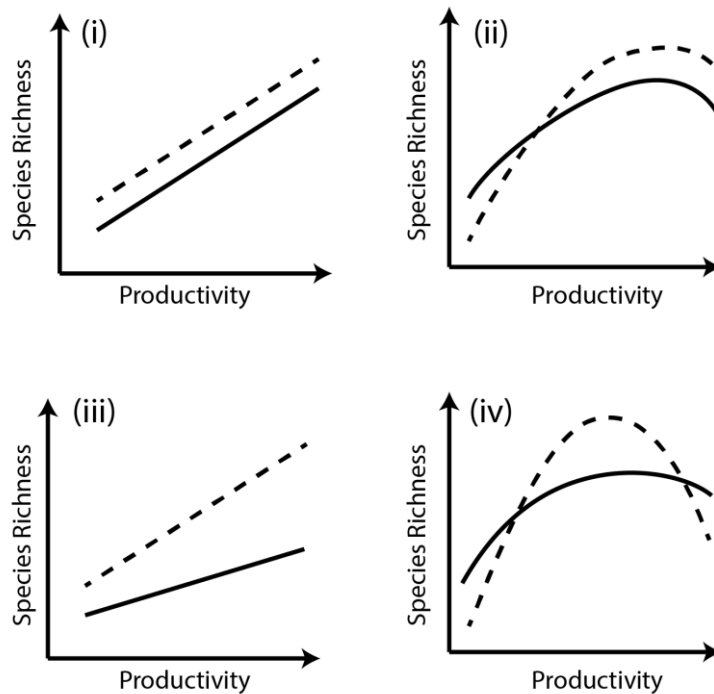 (i)
Species Richness
Productivity
(ii)
Species Richness
Productivity
(iii)
Species Richness
Productivity
(iv)
Species Richness
Productivity